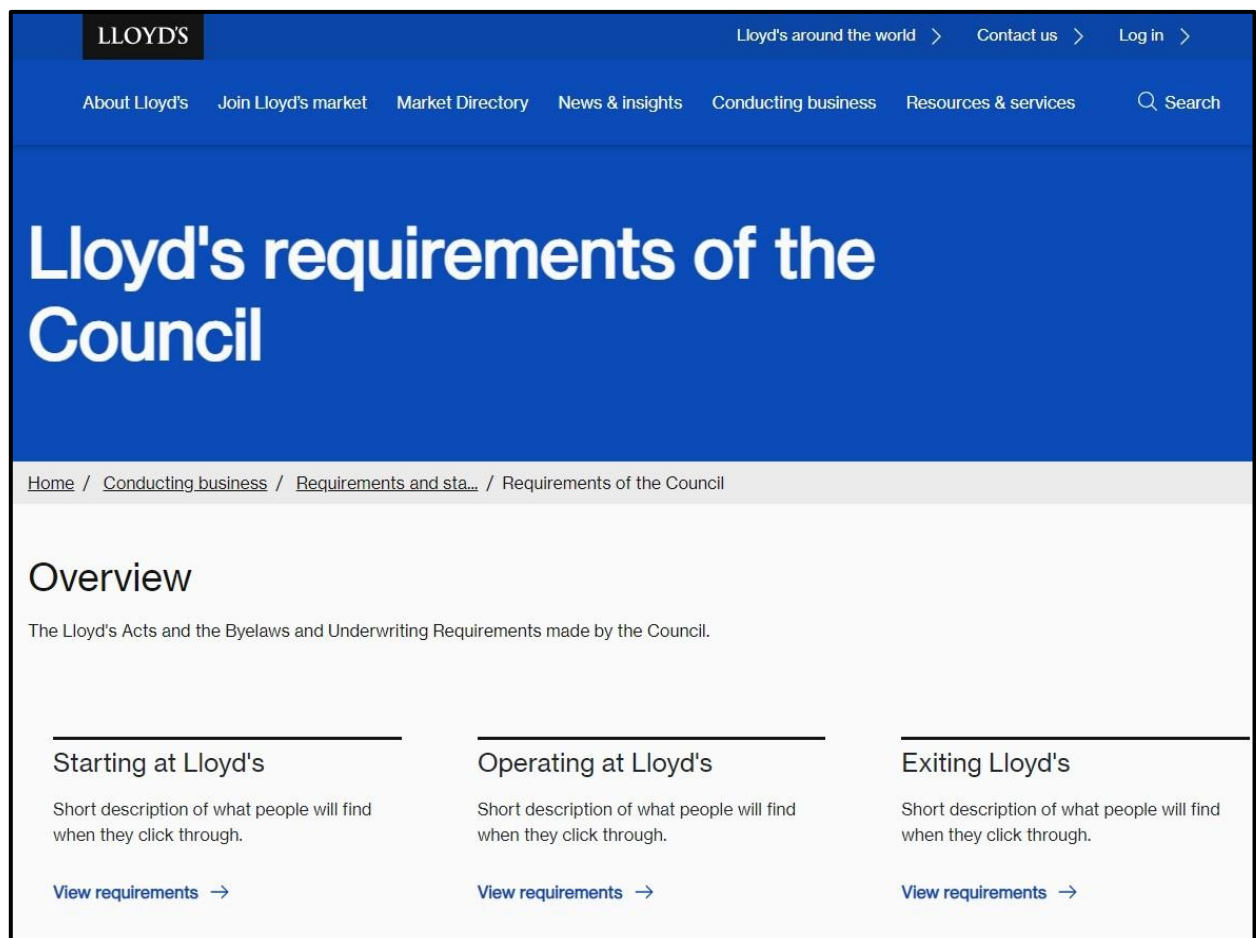 LLOYD'S
Lloyd's around the world
Contact us
Log in
About Lloyd's
Join Lloyd's market
Market Directory
News & insights
Conducting business
Resources & services
Search
Lloyd's requirements of the
Council
Home / Conducting business / Requirements and sta... / Requirements of the Council
Overview
The Lloyd's Acts and the Byelaws and Underwriting Requirements made by the Council.
Starting at Lloyd's
Short description of what people will find
when they click through.
View requirements →
Operating at Lloyd's
Short description of what people will find
when they click through.
View requirements →
Exiting Lloyd's
Short description of what people will find
when they click through.
View requirements →